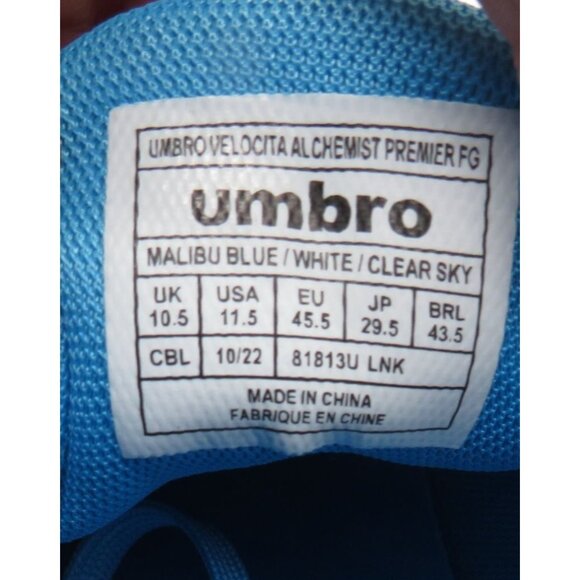 UMBRO VELOCITA ALCHEMIST PREMIER FG
umbro
MALIBU BLUE / WHITE / CLEAR SKY
UK USA EU JP BRL
10.5 11.5 45.5 29.5 43.5
CBL 10/22 81813U LNK
MADE IN CHINA
FABRIQUE EN CHINE